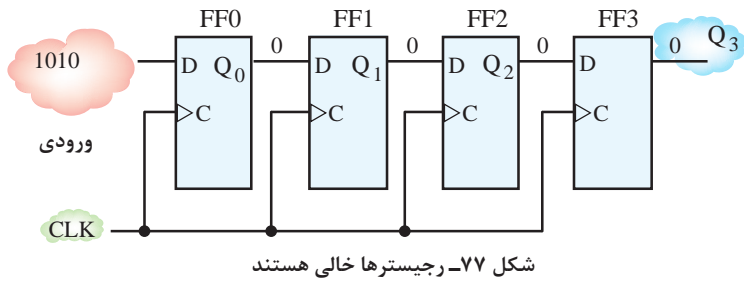 FF0 FF1 FF2 FF3
1010 D Q0 0 D Q1 0 D Q2 0 D 0 Q3
C C C C
ورودی
CLK
شکل ۷۷ـ رجیسترها خالی هستند